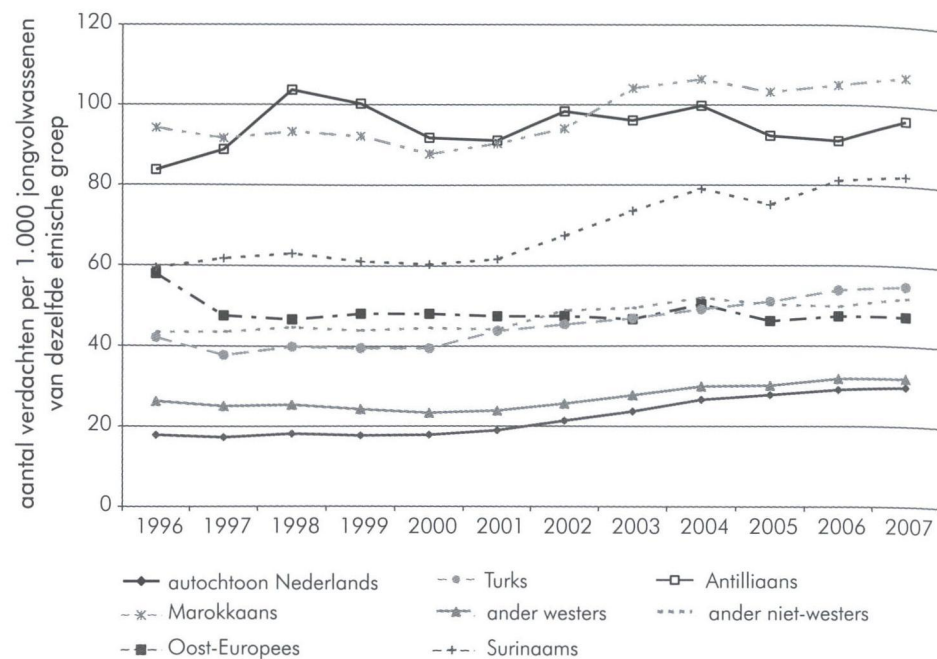 aantal verdachten per 1.000 jongvolwassenen
van dezelfde etnische groep
120
100
80
60
40
20
0
1996 1997 1998 1999 2000 2001 2002 2003 2004 2005 2006 2007
autochtoon Nederlands Turks Antilliaans
Marokkaans ander westers ander niet-westers
Oost-Europees Surinaams